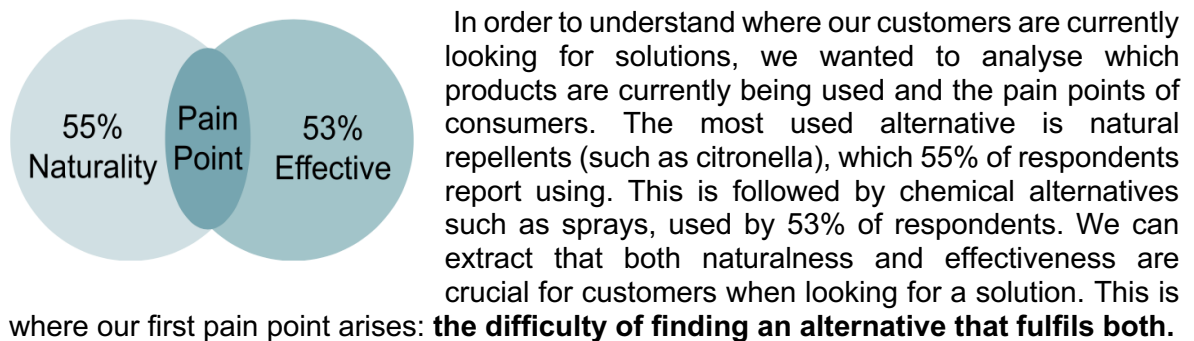 55%
Naturality
Pain
Point
53%
Effective
In order to understand where our customers are currently
looking for solutions, we wanted to analyse which
products are currently being used and the pain points of
consumers. The most used alternative is natural
repellents (such as citronella), which 55% of respondents
report using. This is followed by chemical alternatives
such as sprays, used by 53% of respondents. We can
extract that both naturalness and effectiveness are
crucial for customers when looking for a solution. This is
where our first pain point arises: the difficulty of finding an alternative that fulfils both.